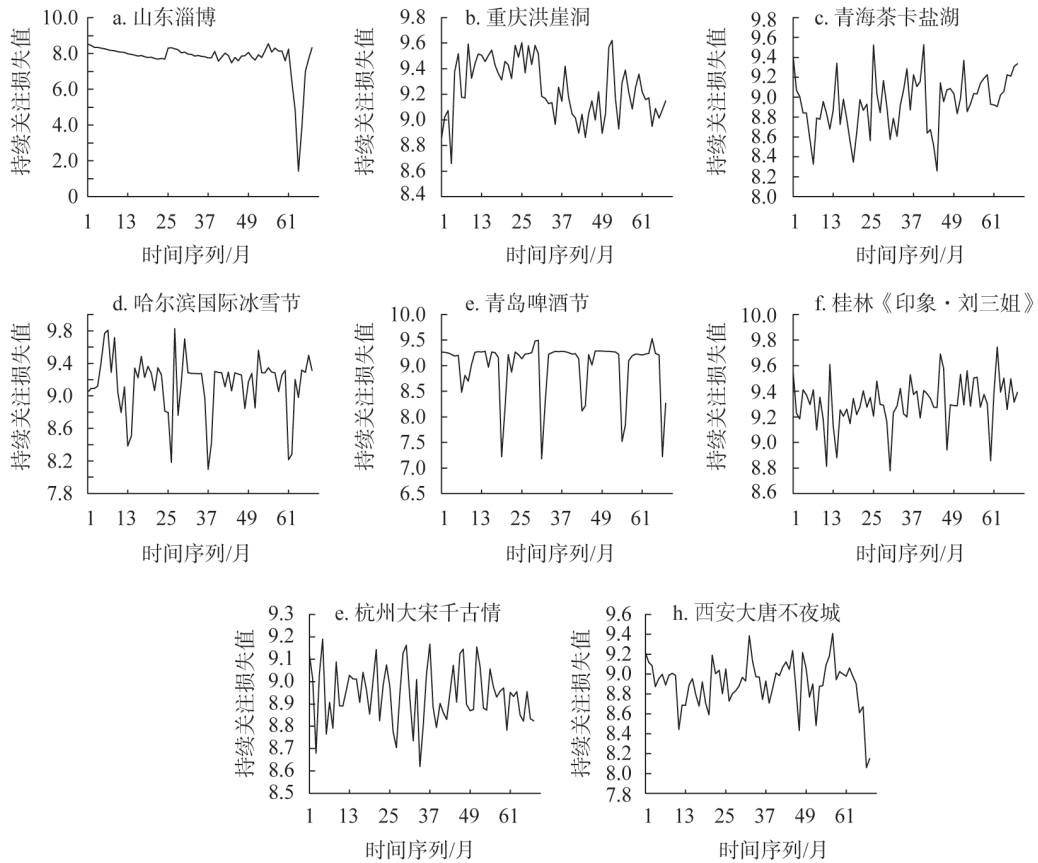 a. 山东淄博
持续关注损失值
10.0
8.0
6.0
4.0
2.0
0
1 13 25 37 49 61
时间序列/月
b. 重庆洪崖洞
持续关注损失值
9.8
9.6
9.4
9.2
9.0
8.8
8.6
8.4
1 13 25 37 49 61
时间序列/月
c. 青海茶卡盐湖
持续关注损失值
9.8
9.6
9.4
9.2
9.0
8.8
8.6
8.4
8.2
8.0
1 13 25 37 49 61
时间序列/月
d. 哈尔滨国际冰雪节
持续关注损失值
9.8
9.4
9.0
8.6
8.2
7.8
1 13 25 37 49 61
时间序列/月
e. 青岛啤酒节
持续关注损失值
10.0
9.5
9.0
8.5
8.0
7.5
7.0
6.5
1 13 25 37 49 61
时间序列/月
f. 桂林《印象·刘三姐》
持续关注损失值
10.0
9.8
9.6
9.4
9.2
9.0
8.8
8.6
1 13 25 37 49 61
时间序列/月
e. 杭州大宋千古情
持续关注损失值
9.3
9.2
9.1
9.0
8.9
8.8
8.7
8.6
8.5
1 13 25 37 49 61
时间序列/月
h. 西安大唐不夜城
持续关注损失值
9.6
9.4
9.2
9.0
8.8
8.6
8.4
8.2
8.0
7.8
1 13 25 37 49 61
时间序列/月